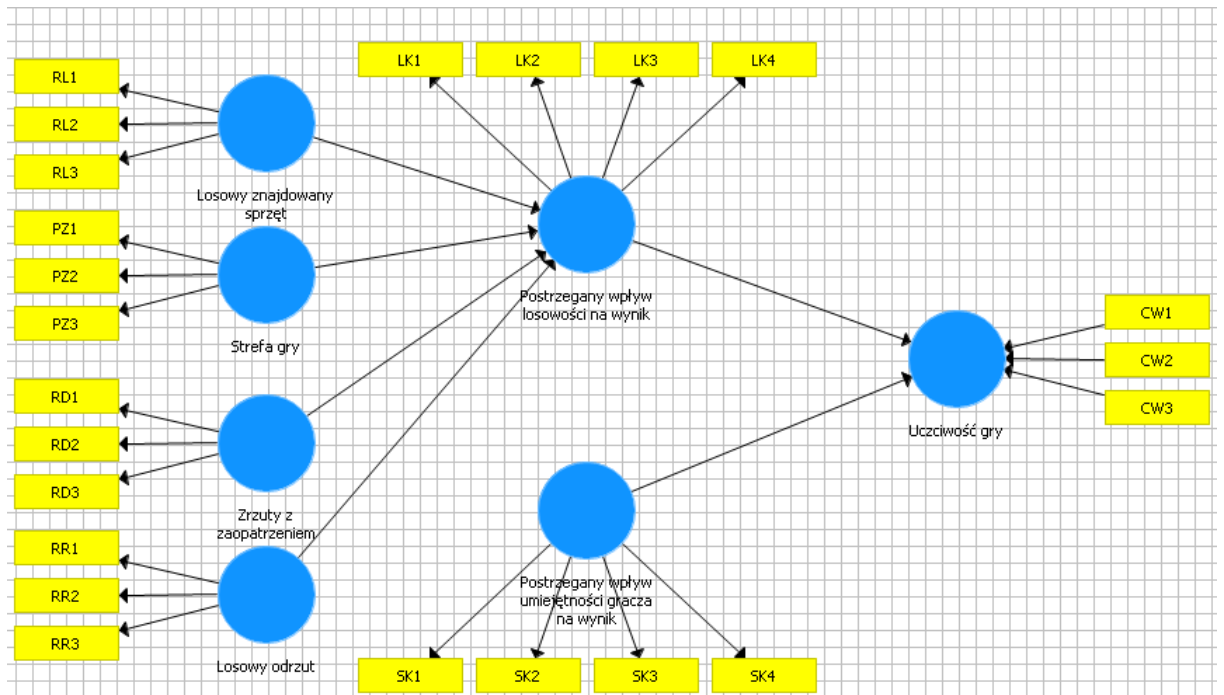 LK1
LK2
LK3
LK4
RL1
RL2
RL3
Losowy znajdowany
sprzęt
PZ1
PZ2
PZ3
Strefa gry
Postrzegany wpływ
losowości na wynik
CW1
CW2
CW3
Uczciwość gry
RD1
RD2
RD3
Zrzuty z
zaopatrzeniem
RR1
RR2
RR3
Losowy odrzut
Postrzegany wpływ
umiejętności gracza
na wynik
SK1
SK2
SK3
SK4